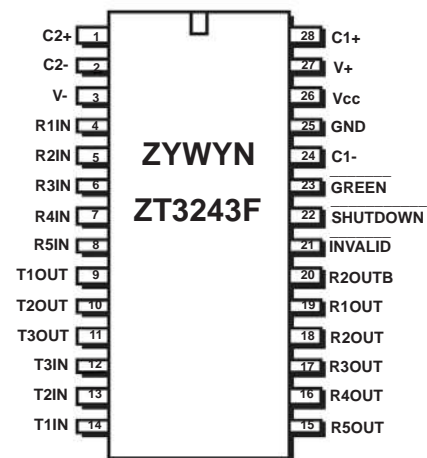 C2+ 1 28 C1+
C2- 2 27 V+
V- 3 26 Vcc
R1IN 4 25 GND
R2IN 5 ZYWYN 24 C1-
R3IN 6 23 GREEN
R4IN 7 ZT3243F 22 SHUTDOWN
R5IN 8 21 INVALID
T1OUT 9 20 R2OUTB
T2OUT 10 19 R1OUT
T3OUT 11 18 R2OUT
T3IN 12 17 R3OUT
T2IN 13 16 R4OUT
T1IN 14 15 R5OUT